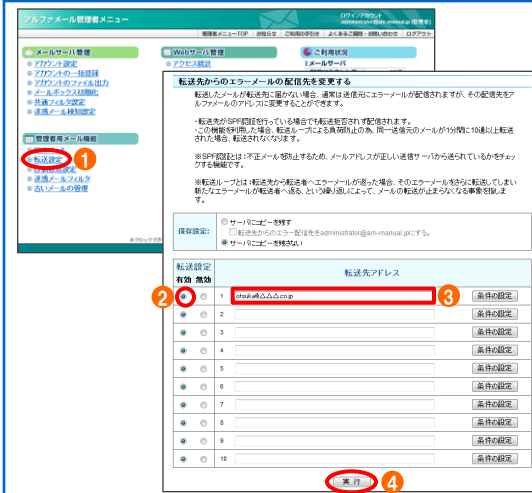 アルファメール管理者メニュー
ログインアカウント
administrator@am-manual.jp [管理者]
管理者メニューTOP お知らせ ご利用の手引き よくあるご質問・お問い合わせ ログアウト
メールサーバ管理
アカウント設定
アカウントの一括登録
アカウントのファイル出力
メールボックス初期化
共通フィルタ設定
迷惑メール検知設定
Webサーバ管理
アクセス統計
ご利用状況
メールサーバ
管理者用メール機能
転送設定
1
迷惑メールフィルタ
古いメールの管理
転送先からのエラーメールの配信先を変更する
転送したメールが転送先に届かない場合、通常は送信元にエラーメールが配信されますが、その配信先をア
ルファメールのアドレスに変更することができます。
・転送先がSPF認証を行っている場合でも転送拒否されず配信されます。
・この機能を利用した場合、転送ループによる負荷防止の為、同一送信元のメールが1分間に10通以上転送
された場合、転送されなくなります。
※SPF認証とは：不正メールを防止するため、メールアドレスが正しい送信サーバから送られているかをチェッ
クする機能です。
※転送ループとは：転送先から転送者へエラーメールが返った場合、そのエラーメールをさらに転送してしまい
新たなエラーメールが転送者へ返る、という繰り返しによって、メールの転送が止まらなくなる事象を指しま
す。
保存設定：
サーバにコピーを残す
転送先からのエラー配信先をadministrator@am-manual.jpにする。
サーバにコピーを残さない
転送設定
有効 無効
転送先アドレス
2
1 otsuka@△△△.co.jp 条件の設定
3
2 条件の設定
3 条件の設定
4 条件の設定
5 条件の設定
6 条件の設定
7 条件の設定
8 条件の設定
9 条件の設定
10 条件の設定
実 行
4